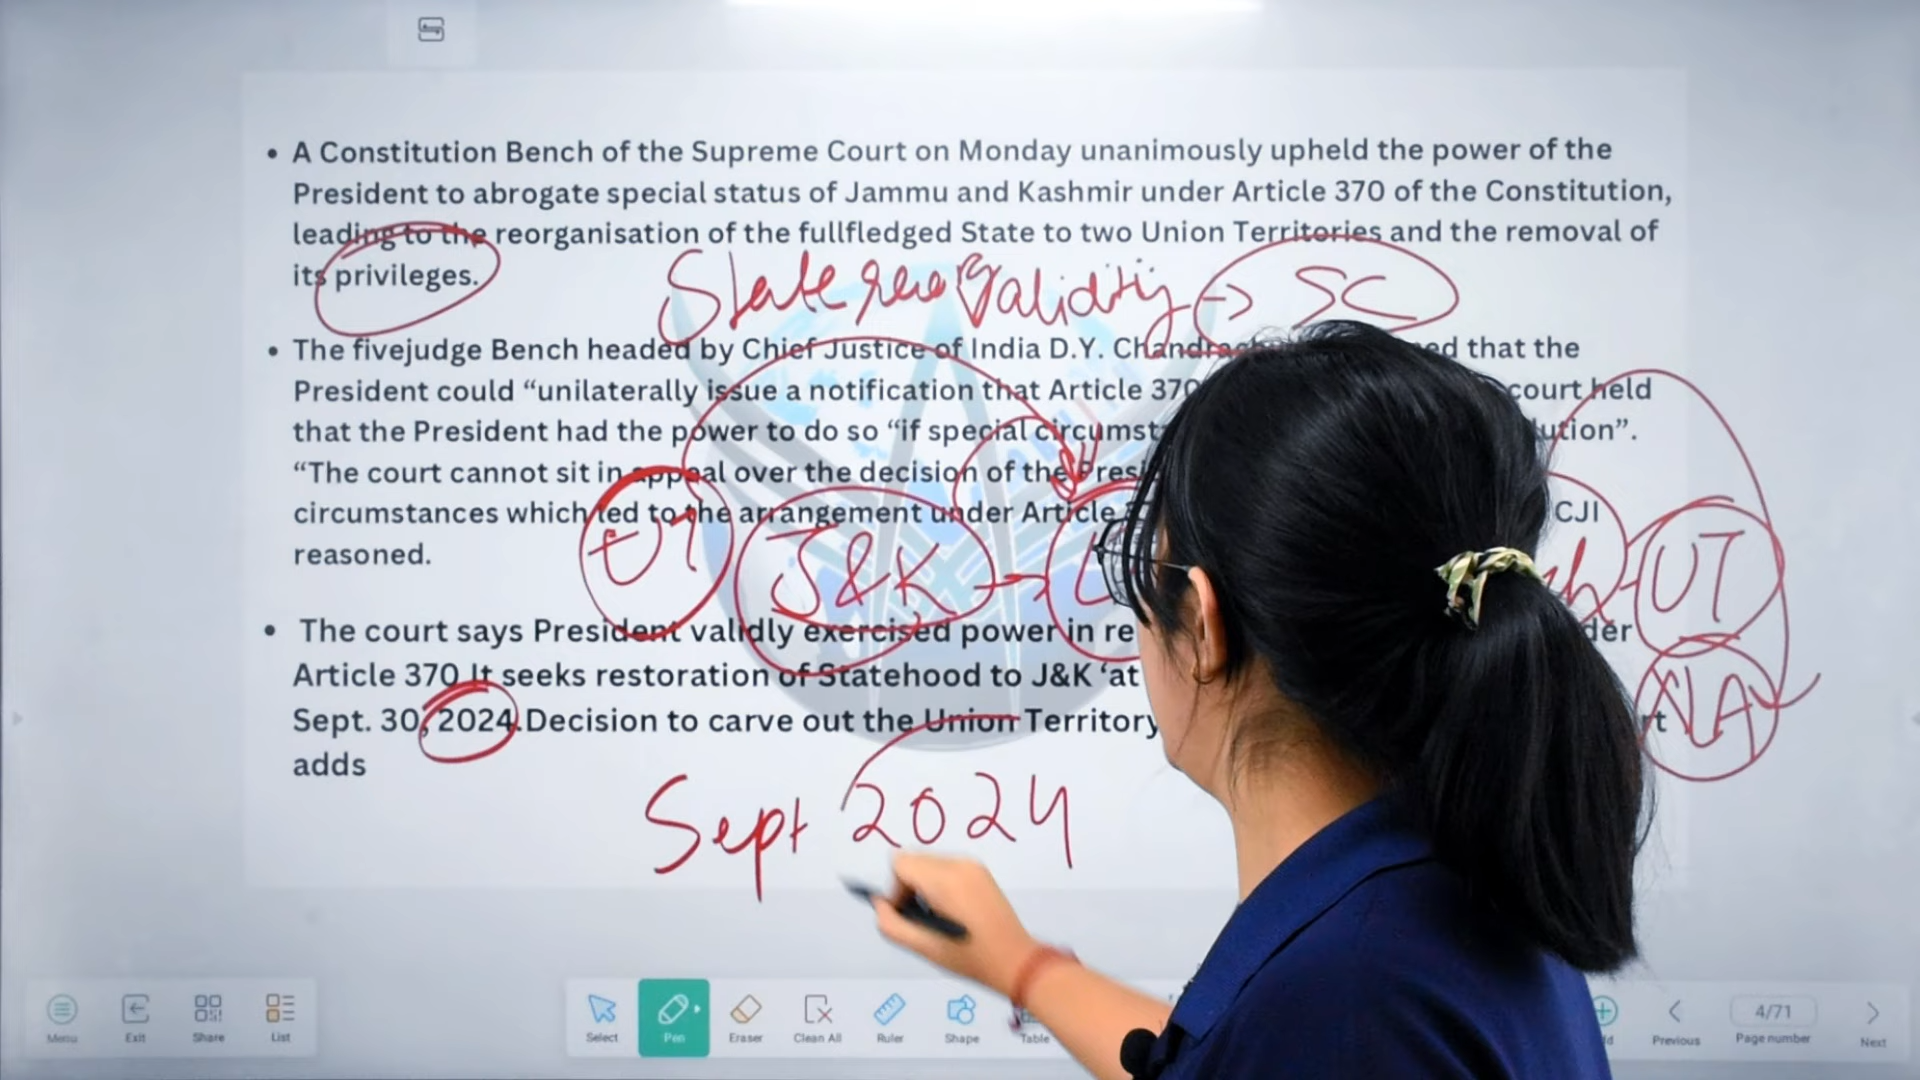 • A Constitution Bench of the Supreme Court on Monday unanimously upheld the power of the
President to abrogate special status of Jammu and Kashmir under Article 370 of the Constitution,
leading to the reorganisation of the fullfledged State to two Union Territories and the removal of
its privileges.
State reo Validity → SC
• The fivejudge Bench headed by Chief Justice of India D.Y. that the
President could “unilaterally issue a notification that Article 370 court held
that the President had the power to do so “if special
“The court cannot sit in appeal over the decision of the
circumstances which led to the arrangement under Article CJI
reasoned.
UT J&K → UT
• The court says President validly exercised power in
Article 370 It seeks restoration of Statehood to J&K ‘at
NLAx
Sept. 30, 2024.Decision to carve out the Union Territory
adds
Sept 2024
Menu Exit Share List Select Pen Eraser Clean All Ruler Shape Table Previous 4/71 Page number Next